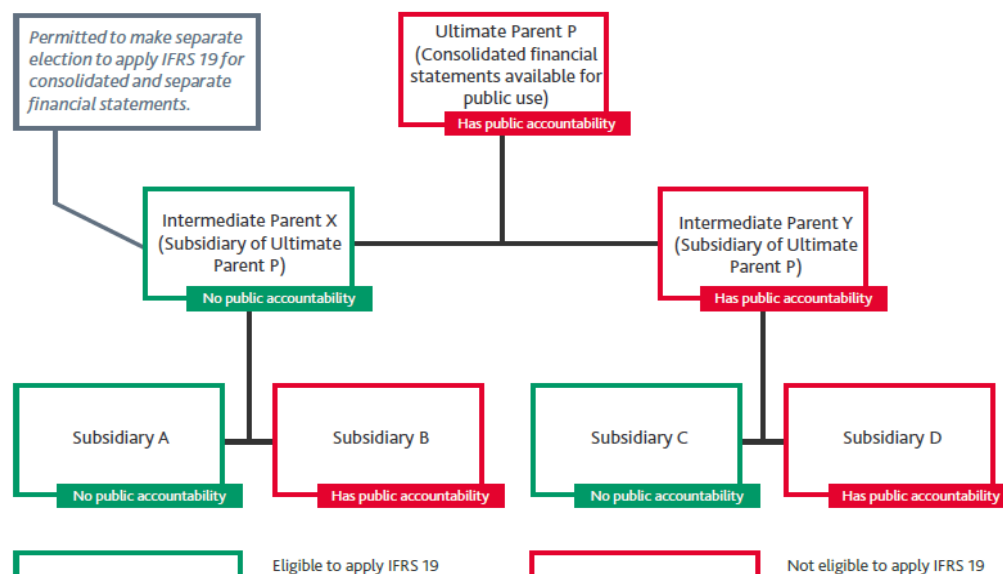 Permitted to make separate
election to apply IFRS 19 for
consolidated and separate
financial statements.
Ultimate Parent P
(Consolidated financial
statements available for
public use)
Has public accountability
Intermediate Parent X
(Subsidiary of Ultimate
Parent P)
No public accountability
Intermediate Parent Y
(Subsidiary of Ultimate
Parent P)
Has public accountability
Subsidiary A
No public accountability
Subsidiary B
Has public accountability
Subsidiary C
No public accountability
Subsidiary D
Has public accountability
Eligible to apply IFRS 19
Not eligible to apply IFRS 19